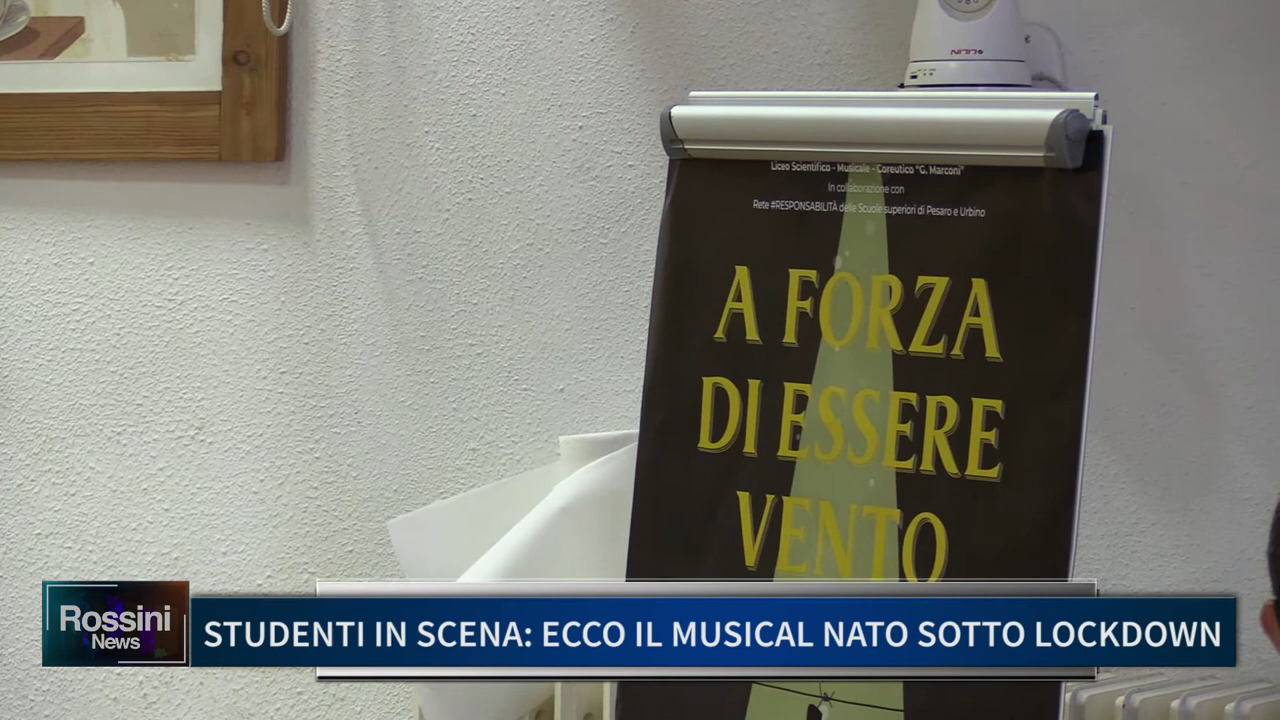 Liceo Scientifico - Musicale - Coreutico "G. Marconi"
In collaborazione con
Rete #RESPONSABILITÀ delle Scuole superiori di Pesaro e Urbino
A FORZA
DI ESSERE
VENTO
Rossini
News
STUDENTI IN SCENA: ECCO IL MUSICAL NATO SOTTO LOCKDOWN